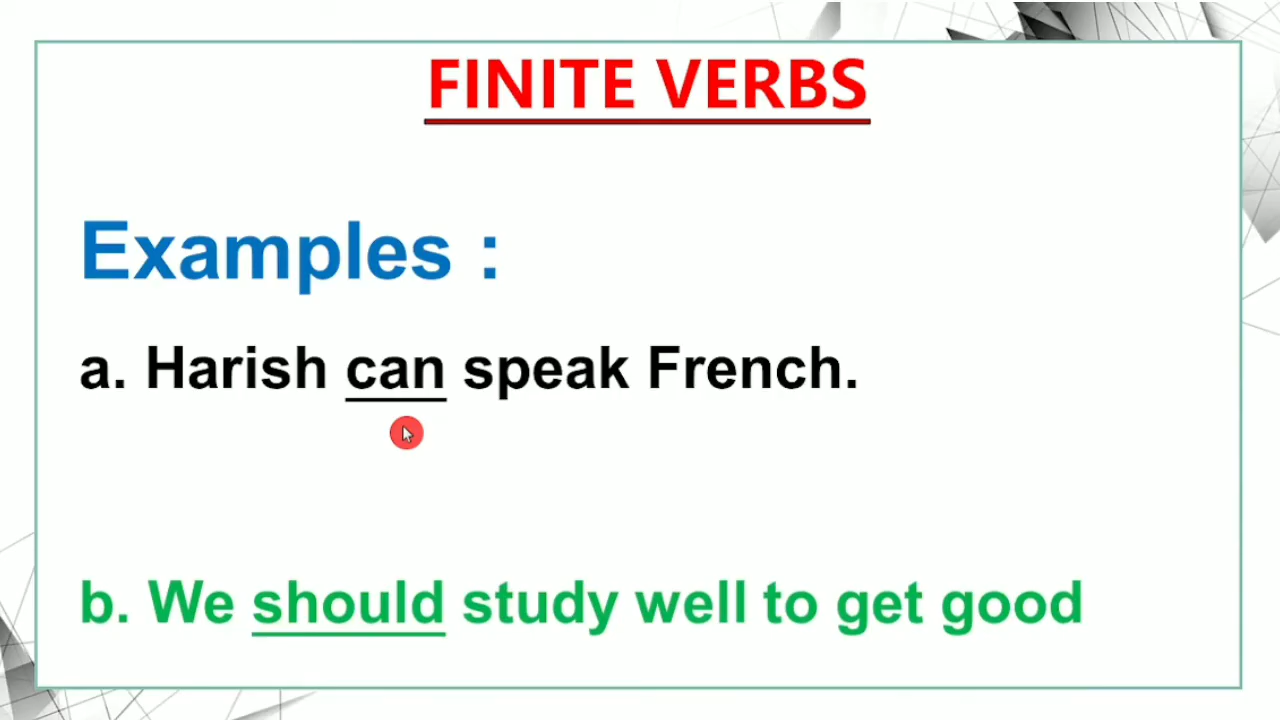 FINITE VERBS
Examples :
a. Harish can speak French.
b. We should study well to get good